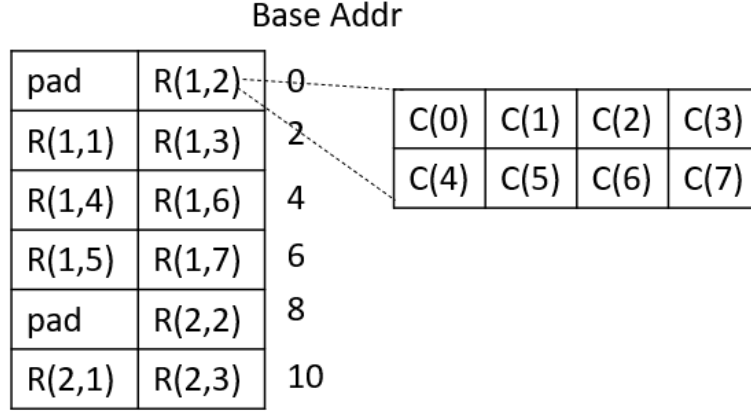 Base Addr
pad R(1,2) 0
C(0) C(1) C(2) C(3)
R(1,1) R(1,3) 2
C(4) C(5) C(6) C(7)
R(1,4) R(1,6) 4
R(1,5) R(1,7) 6
pad R(2,2) 8
R(2,1) R(2,3) 10